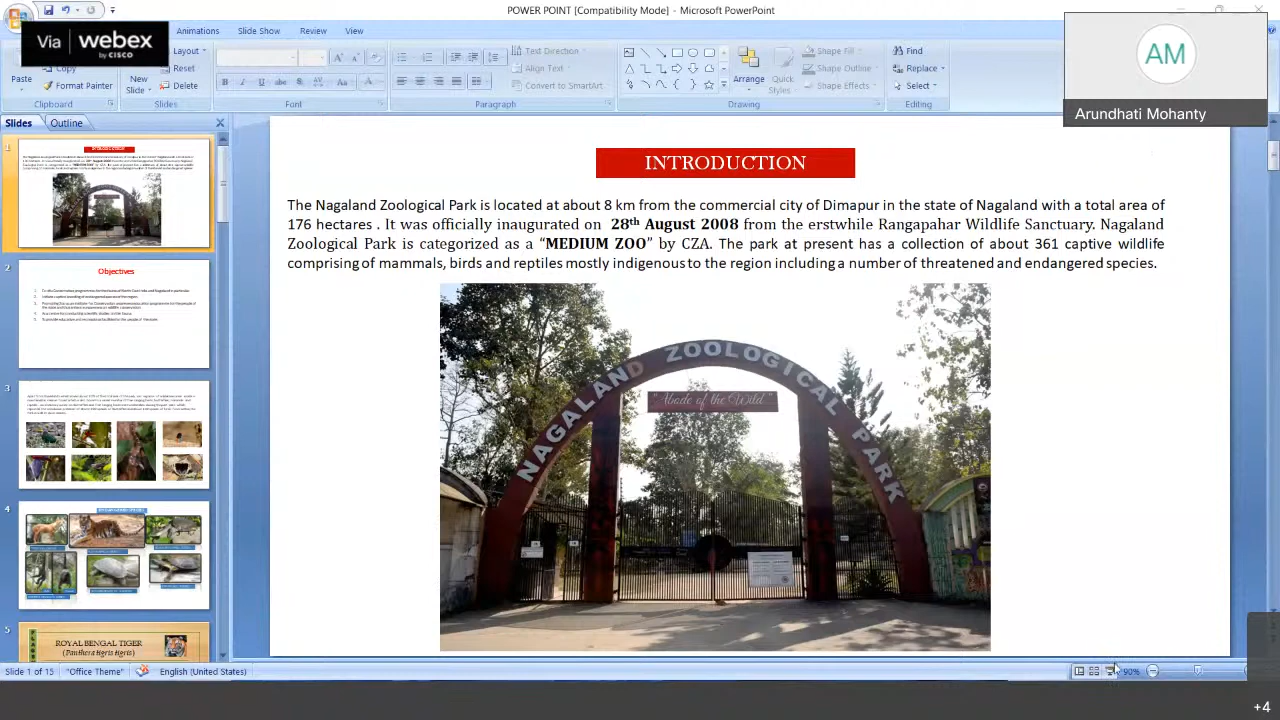 POWER POINT [Compatibility Mode] - Microsoft PowerPoint
Via | webex
by CISCO
Animations Slide Show Review View
Paste
Copy
Format Painter
Clipboard
New
Slide
Layout
Reset
Delete
Slides
Font
Text Direction
Align Text
Convert to SmartArt
Paragraph
Arrange
Quick
Styles
Shape Fill
Shape Outline
Shape Effects
Drawing
Find
Replace
Select
Editing
AM
Arundhati Mohanty
Slides Outline
1
2
Objectives
3
4
5
ROYAL BENGAL TIGER
(Panthera tigris tigris)
INTRODUCTION
The Nagaland Zoological Park is located at about 8 km from the commercial city of Dimapur in the state of Nagaland with a total area of
176 hectares . It was officially inaugurated on 28th August 2008 from the erstwhile Rangapahar Wildlife Sanctuary. Nagaland
Zoological Park is categorized as a “MEDIUM ZOO” by CZA. The park at present has a collection of about 361 captive wildlife
comprising of mammals, birds and reptiles mostly indigenous to the region including a number of threatened and endangered species.
NAGALAND ZOOLOGICAL PARK
Abode of the Wild
Slide 1 of 15 "Office Theme" English (United States)
90%
+4